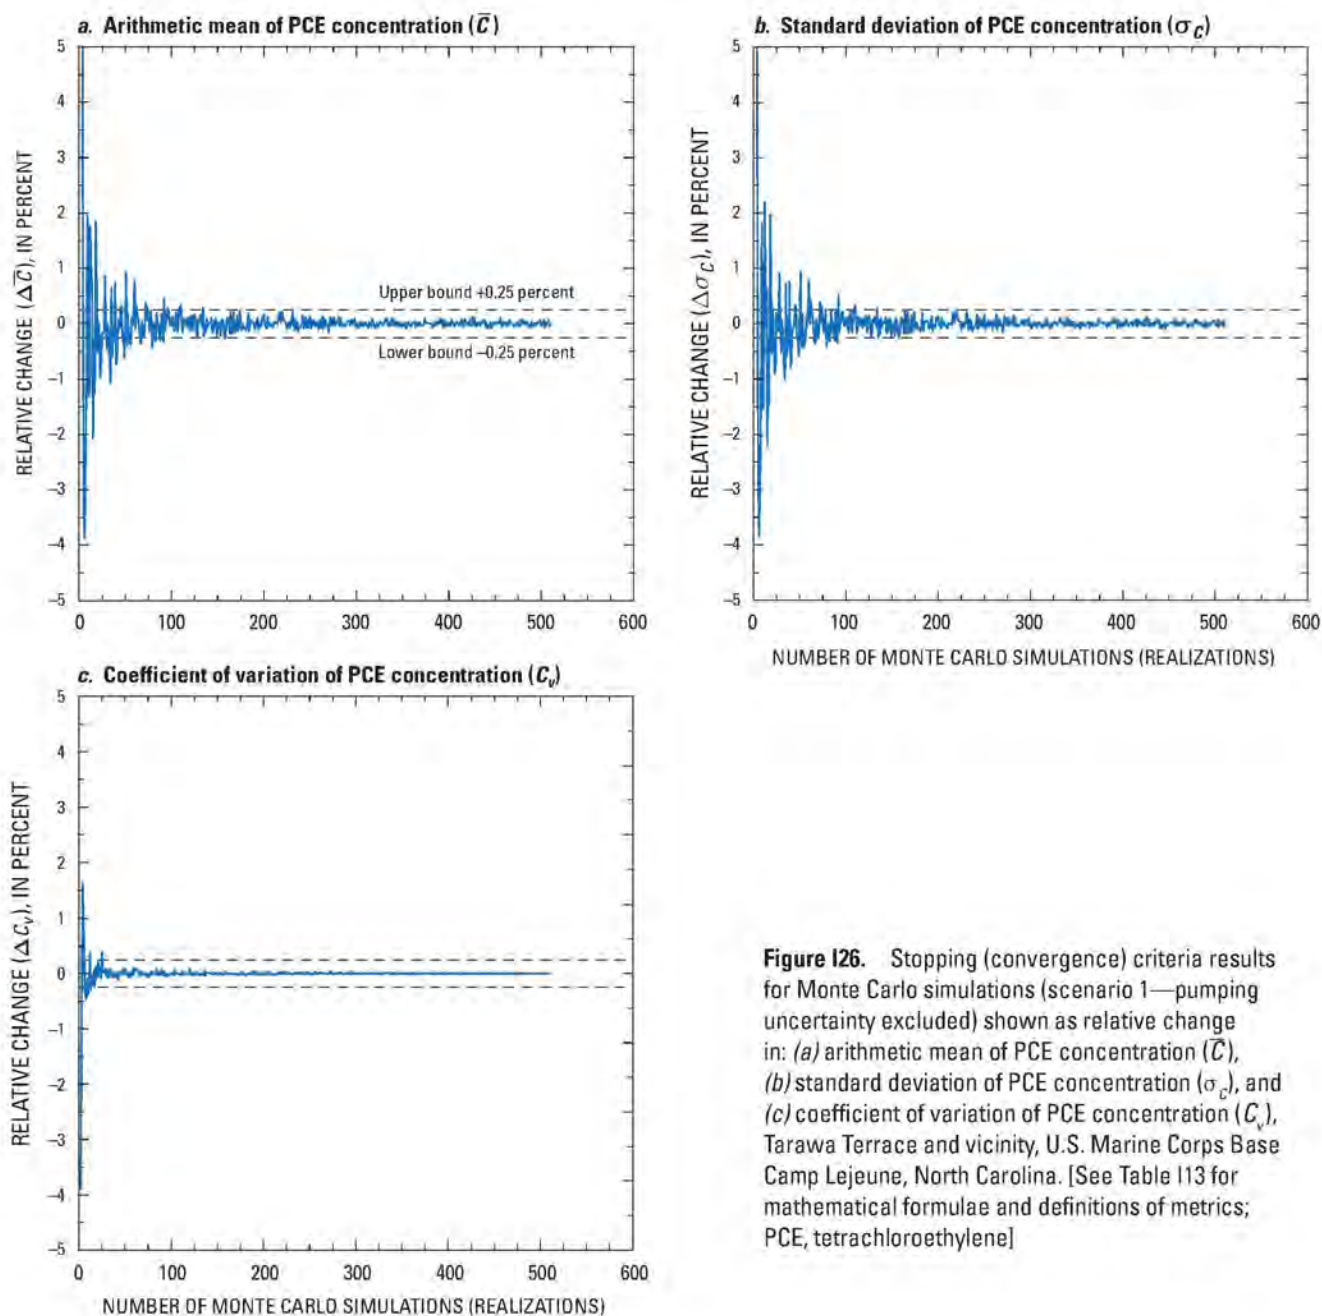 a. Arithmetic mean of PCE concentration (C̅)
5
4
3
2
1
0
–1
–2
–3
–4
–5
RELATIVE CHANGE (ΔC̅), IN PERCENT
Upper bound +0.25 percent
Lower bound –0.25 percent
0 100 200 300 400 500 600
b. Standard deviation of PCE concentration (σC)
5
4
3
2
1
0
–1
–2
–3
–4
–5
RELATIVE CHANGE (ΔσC), IN PERCENT
0 100 200 300 400 500 600
NUMBER OF MONTE CARLO SIMULATIONS (REALIZATIONS)
c. Coefficient of variation of PCE concentration (Cv)
5
4
3
2
1
0
–1
–2
–3
–4
–5
RELATIVE CHANGE (ΔCv), IN PERCENT
0 100 200 300 400 500 600
NUMBER OF MONTE CARLO SIMULATIONS (REALIZATIONS)
Figure I26. Stopping (convergence) criteria results
for Monte Carlo simulations (scenario 1—pumping
uncertainty excluded) shown as relative change
in: (a) arithmetic mean of PCE concentration (C̅),
(b) standard deviation of PCE concentration (σc), and
(c) coefficient of variation of PCE concentration (Cv),
Tarawa Terrace and vicinity, U.S. Marine Corps Base
Camp Lejeune, North Carolina. [See Table I13 for
mathematical formulae and definitions of metrics;
PCE, tetrachloroethylene]